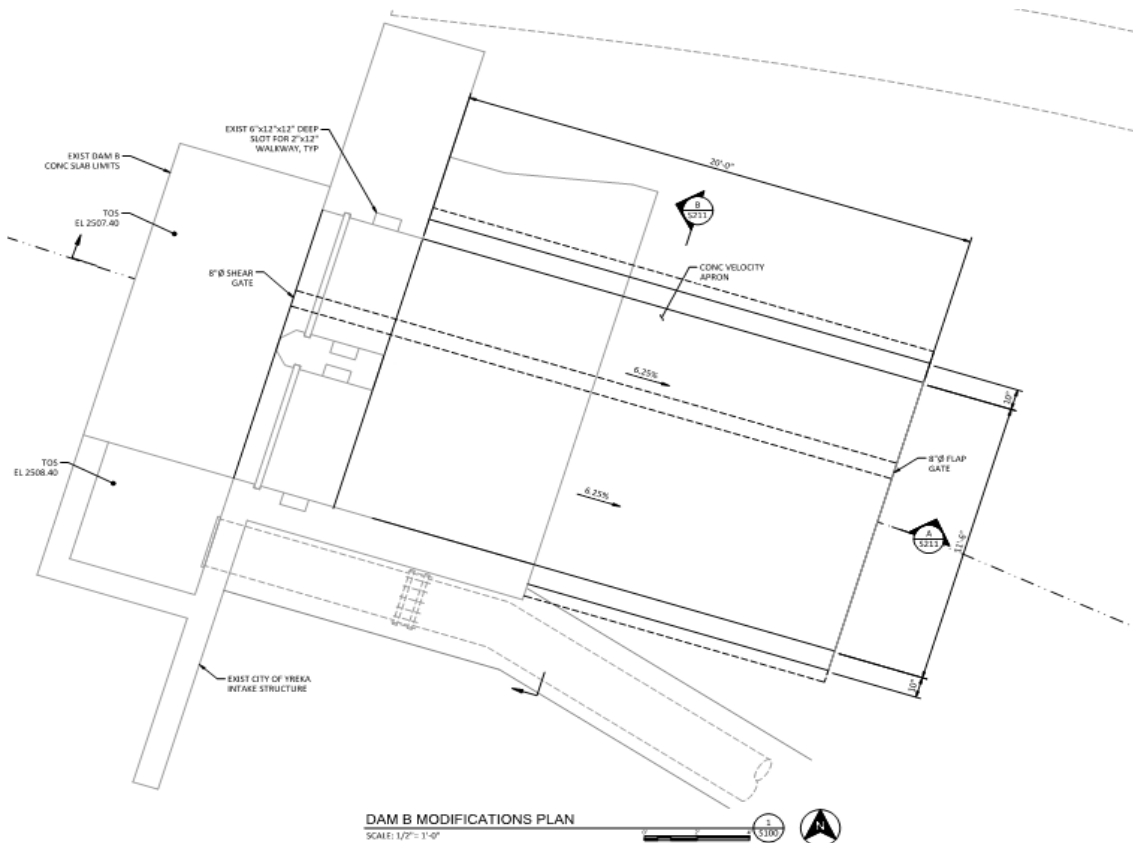 EXIST 6"x12"x12" DEEP
SLOT FOR 2"x12"
WALKWAY, TYP
EXIST DAM B
CONC SLAB LIMITS
20'-0"
TOS
EL 2507.40
B
S211
8"Ø SHEAR
GATE
CONC VELOCITY
APRON
6.25%
10"
TOS
EL 2508.40
8"Ø FLAP
GATE
6.25%
A
S211
11'-6"
EXIST CITY OF YREKA
INTAKE STRUCTURE
10"
DAM B MODIFICATIONS PLAN
SCALE: 1/2" = 1'-0"
1
S100
N